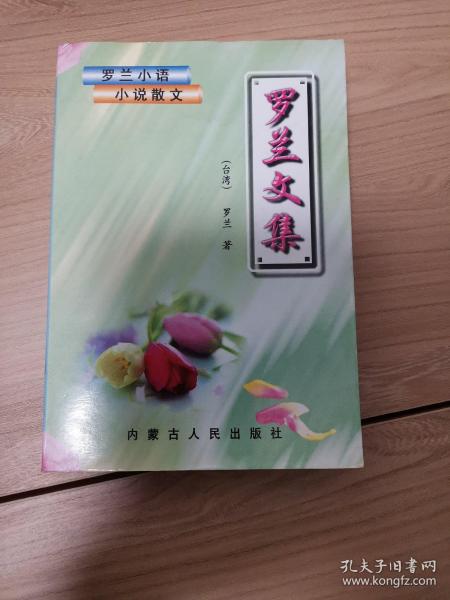 罗兰小语
小说散文
罗兰文集
（台湾） 罗兰 著
内蒙古人民出版社
孔夫子旧书网
www.kongfz.com